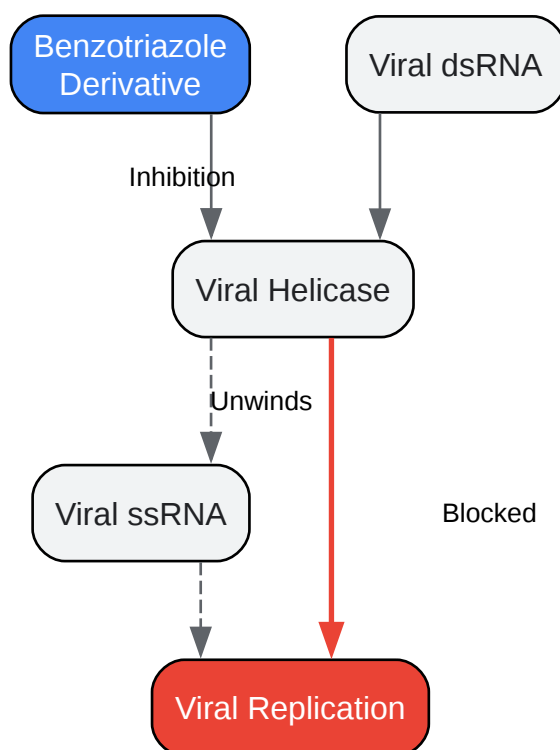 Benzotriazole
Derivative
Viral dsRNA
Inhibition
Viral Helicase
Unwinds
Viral ssRNA
Blocked
Viral Replication